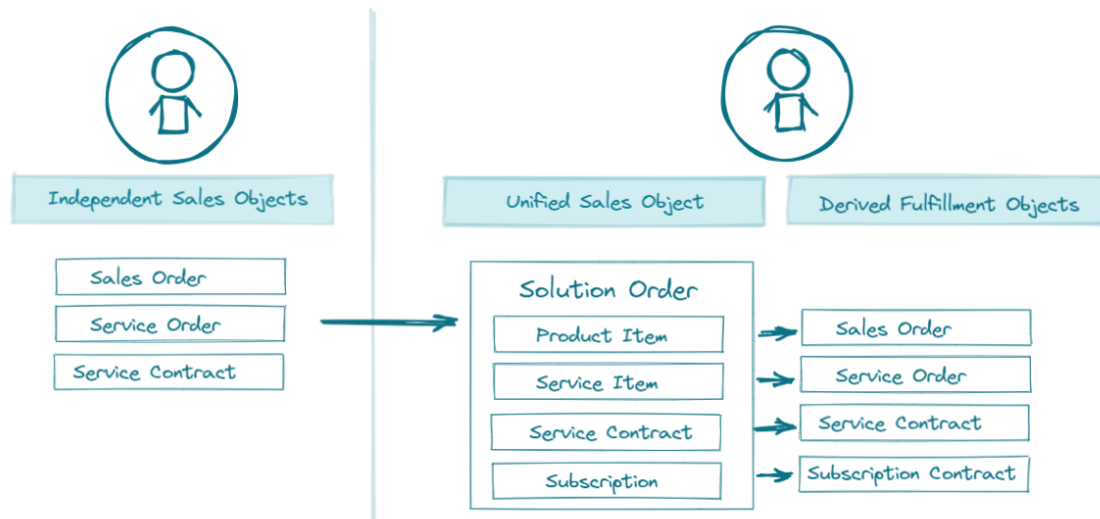 Independent Sales Objects
Sales Order
Service Order
Service Contract
Unified Sales Object
Derived Fulfillment Objects
Solution Order
Product Item
Sales Order
Service Item
Service Order
Service Contract
Service Contract
Subscription
Subscription Contract